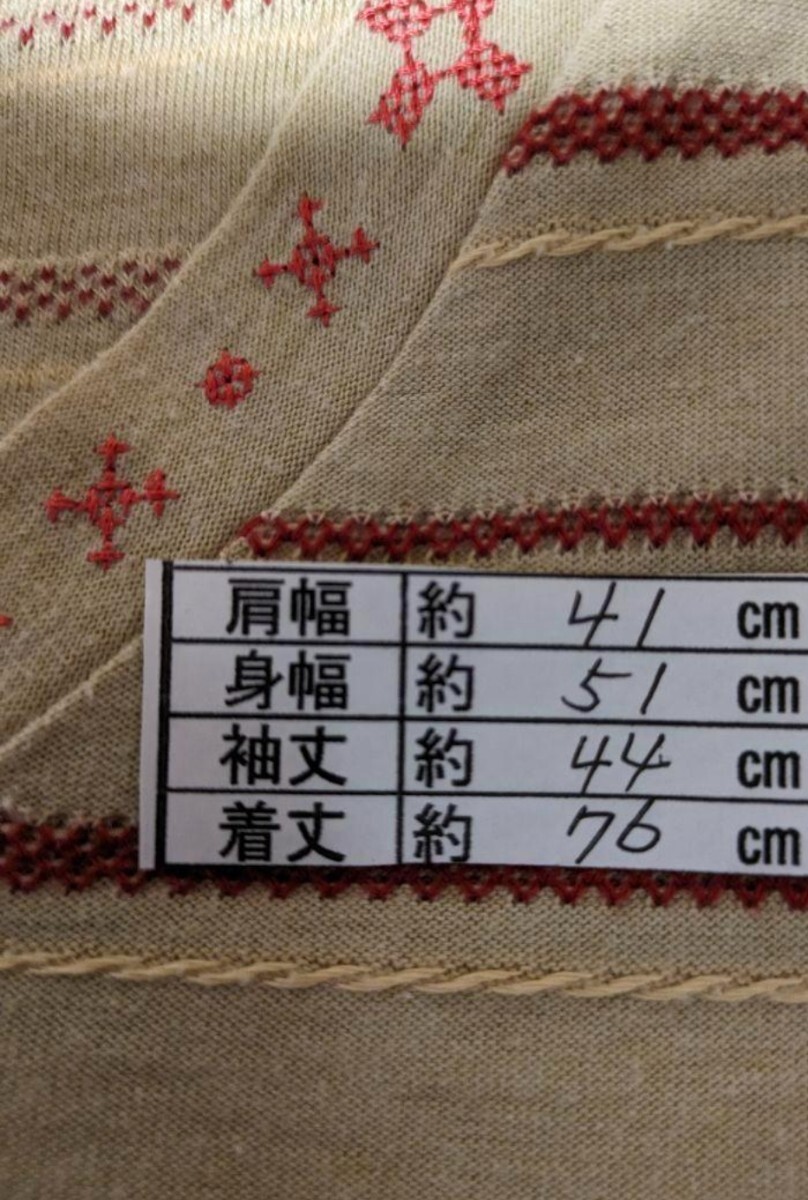 肩幅 約 41 cm
身幅 約 51 cm
袖丈 約 44 cm
着丈 約 76 cm